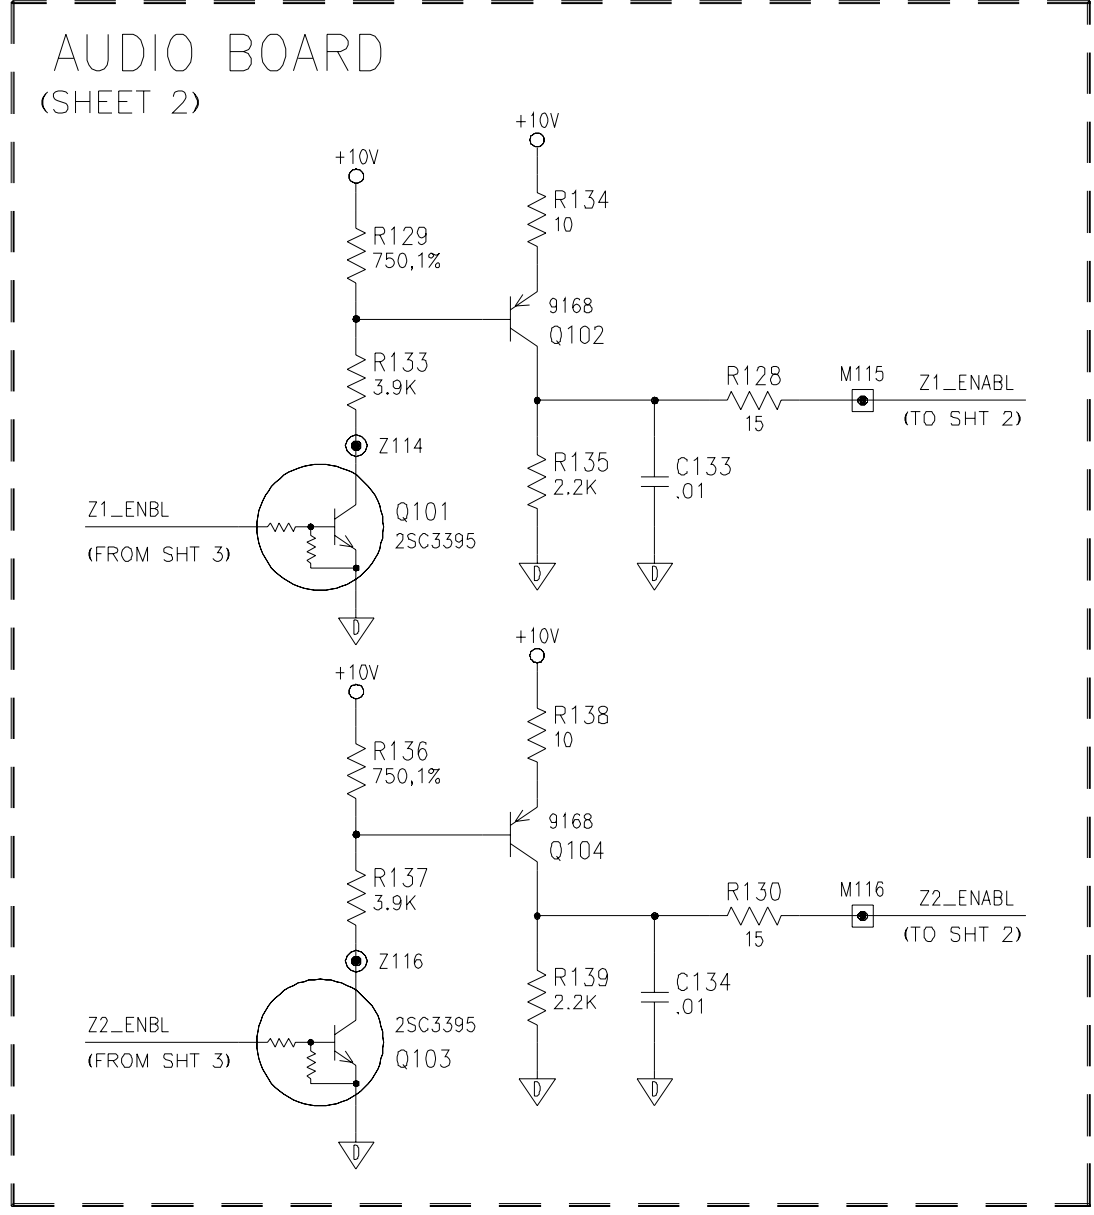 AUDIO BOARD
(SHEET 2)
+10V
+10V
R134
10
R129
750,1%
9168
Q102
R133
3.9K
R128
15
M115
Z1_ENABL
(TO SHT 2)
Z114
R135
2.2K
C133
.01
Z1_ENBL
(FROM SHT 3)
Q101
2SC3395
D
D
D
+10V
+10V
R138
10
R136
750,1%
9168
Q104
R137
3.9K
R130
15
M116
Z2_ENABL
(TO SHT 2)
Z116
R139
2.2K
C134
.01
Z2_ENBL
(FROM SHT 3)
2SC3395
Q103
D
D
D